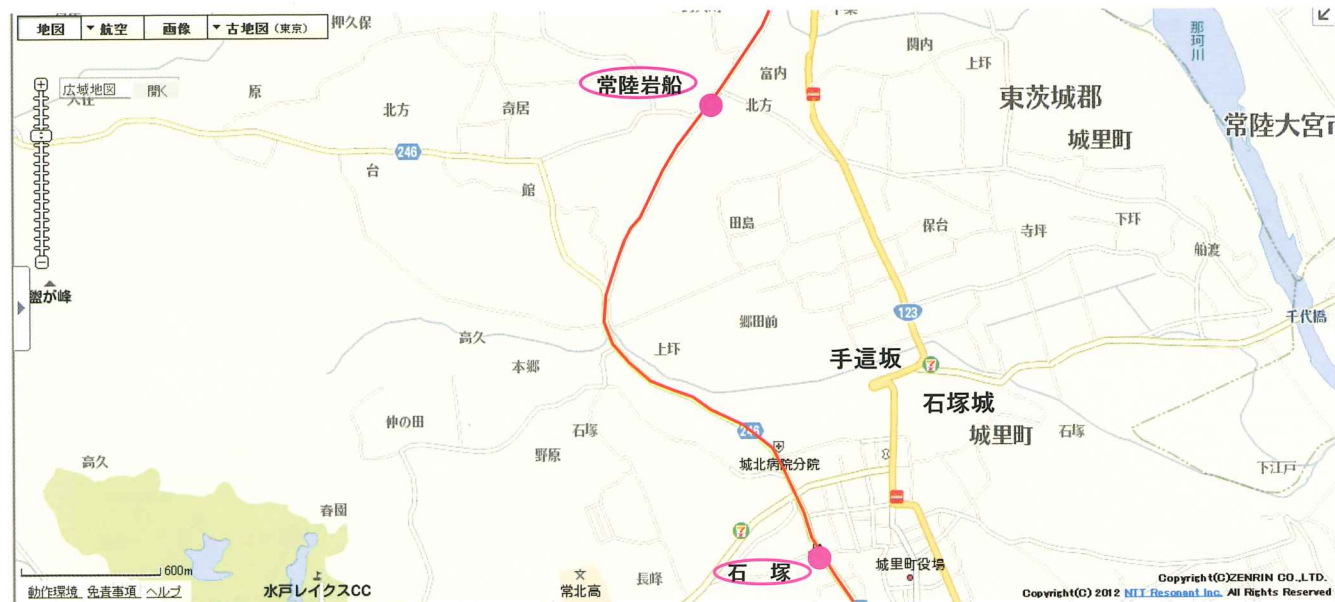 地図
▼航空
画像
▼古地図(東京)
押久保
那珂川
広域地図
開く
原
北方
奇居
常陸岩船
富内
北方
関内
上圷
東茨城郡
城里町
常陸大宮市
246
台
館
田島
保台
寺坪
下圷
舶渡
123
千代橋
郷田前
高久
本郷
上圷
手這坂
石塚城
城里町
石塚
仲の田
石塚
野原
246
城北病院分院
下江戸
高久
春園
600m
水戸レイクスCC
動作環境 免責事項 ヘルプ
常北高
長峰
石 塚
城里町役場
Copyright(C)ZENRIN CO.,LTD.
Copyright(C) 2012 NTT Resonant Inc. All Rights Reserved